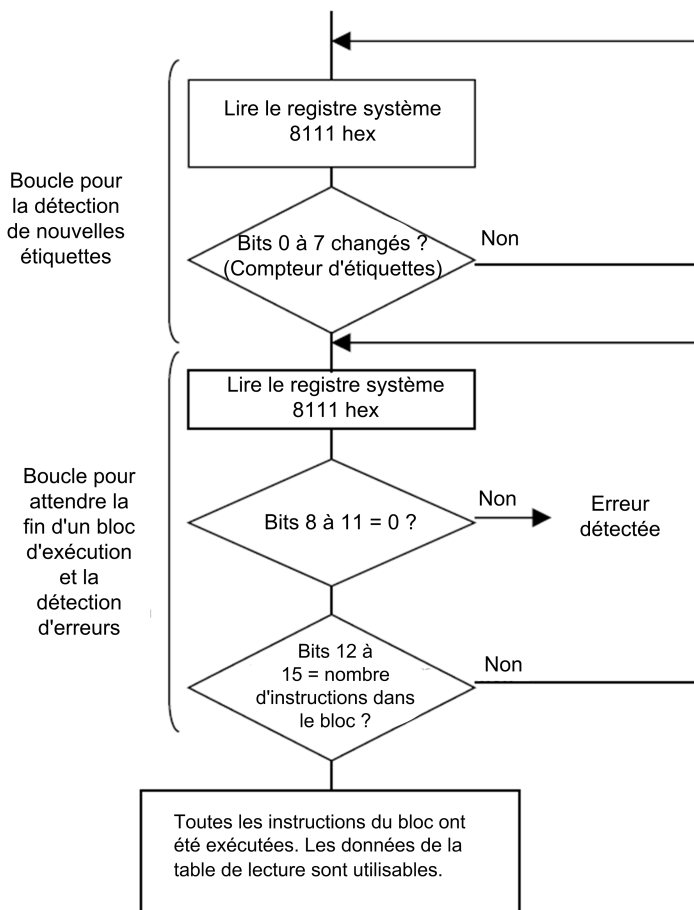 Lire le registre système
8111 hex
Boucle pour
la détection
de nouvelles
étiquettes
Bits 0 à 7 changés ?
(Compteur d'étiquettes)
Non
Lire le registre système
8111 hex
Boucle pour
attendre la
fin d'un bloc
d'exécution
et la
détection
d'erreurs
Bits 8 à 11 = 0 ?
Non
Erreur
détectée
Bits 12 à
15 = nombre
d'instructions dans
le bloc ?
Non
Toutes les instructions du bloc ont
été exécutées. Les données de la
table de lecture sont utilisables.